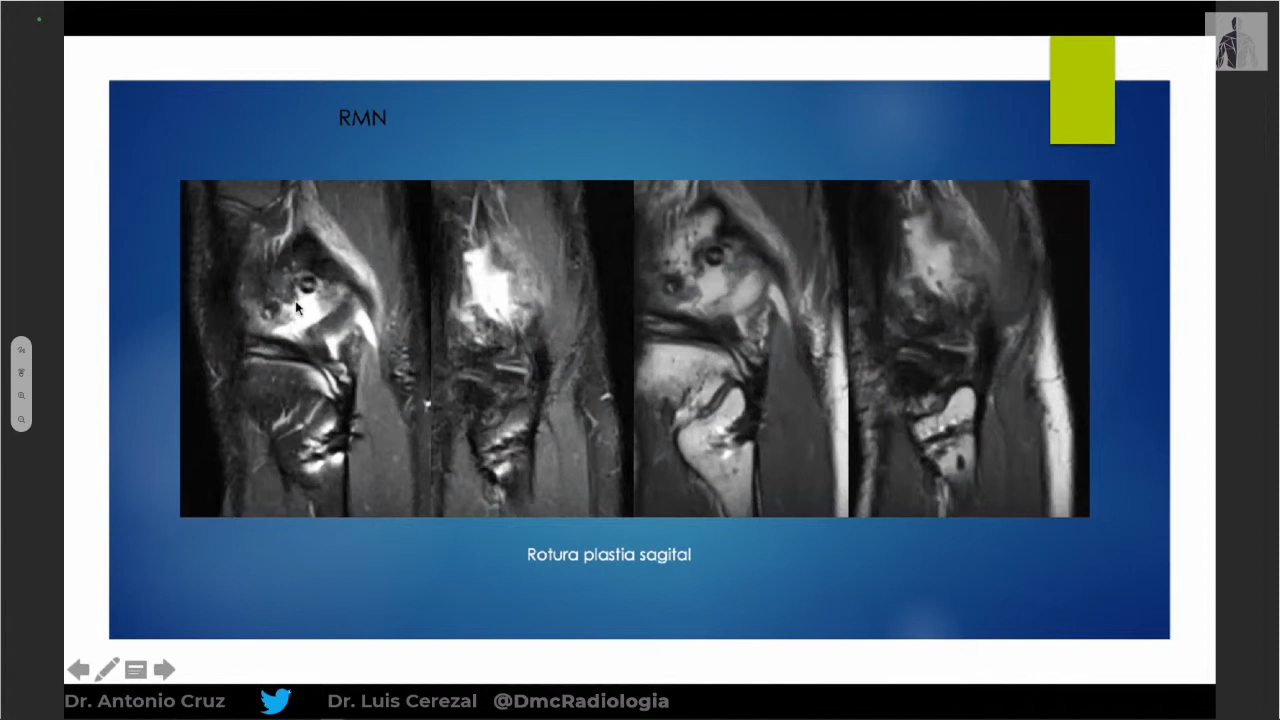 RMN
Rotura plastia sagital
Dr. Antonio Cruz Dr. Luis Cerezal @DmcRadiologia